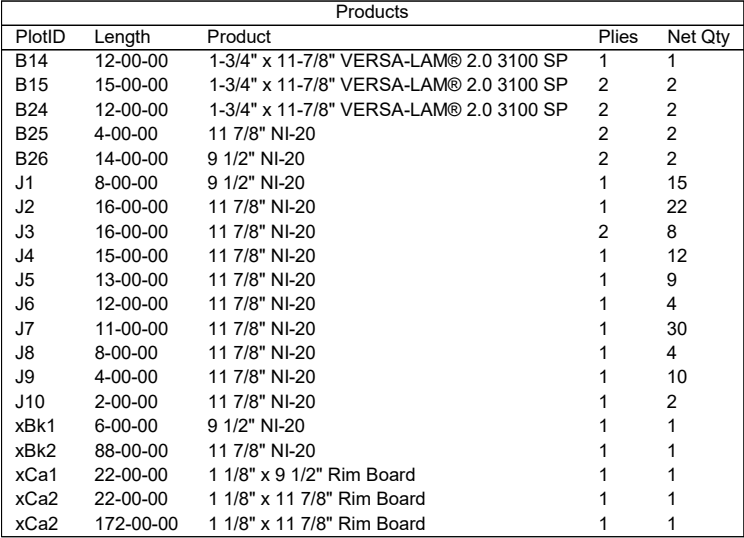 Products
PlotID Length Product Plies Net Qty
B14 12-00-00 1-3/4" x 11-7/8" VERSA-LAM® 2.0 3100 SP 1 1
B15 15-00-00 1-3/4" x 11-7/8" VERSA-LAM® 2.0 3100 SP 2 2
B24 12-00-00 1-3/4" x 11-7/8" VERSA-LAM® 2.0 3100 SP 2 2
B25 4-00-00 11 7/8" NI-20 2 2
B26 14-00-00 9 1/2" NI-20 2 2
J1 8-00-00 9 1/2" NI-20 1 15
J2 16-00-00 11 7/8" NI-20 1 22
J3 16-00-00 11 7/8" NI-20 2 8
J4 15-00-00 11 7/8" NI-20 1 12
J5 13-00-00 11 7/8" NI-20 1 9
J6 12-00-00 11 7/8" NI-20 1 4
J7 11-00-00 11 7/8" NI-20 1 30
J8 8-00-00 11 7/8" NI-20 1 4
J9 4-00-00 11 7/8" NI-20 1 10
J10 2-00-00 11 7/8" NI-20 1 2
xBk1 6-00-00 9 1/2" NI-20 1 1
xBk2 88-00-00 11 7/8" NI-20 1 1
xCa1 22-00-00 1 1/8" x 9 1/2" Rim Board 1 1
xCa2 22-00-00 1 1/8" x 11 7/8" Rim Board 1 1
xCa2 172-00-00 1 1/8" x 11 7/8" Rim Board 1 1